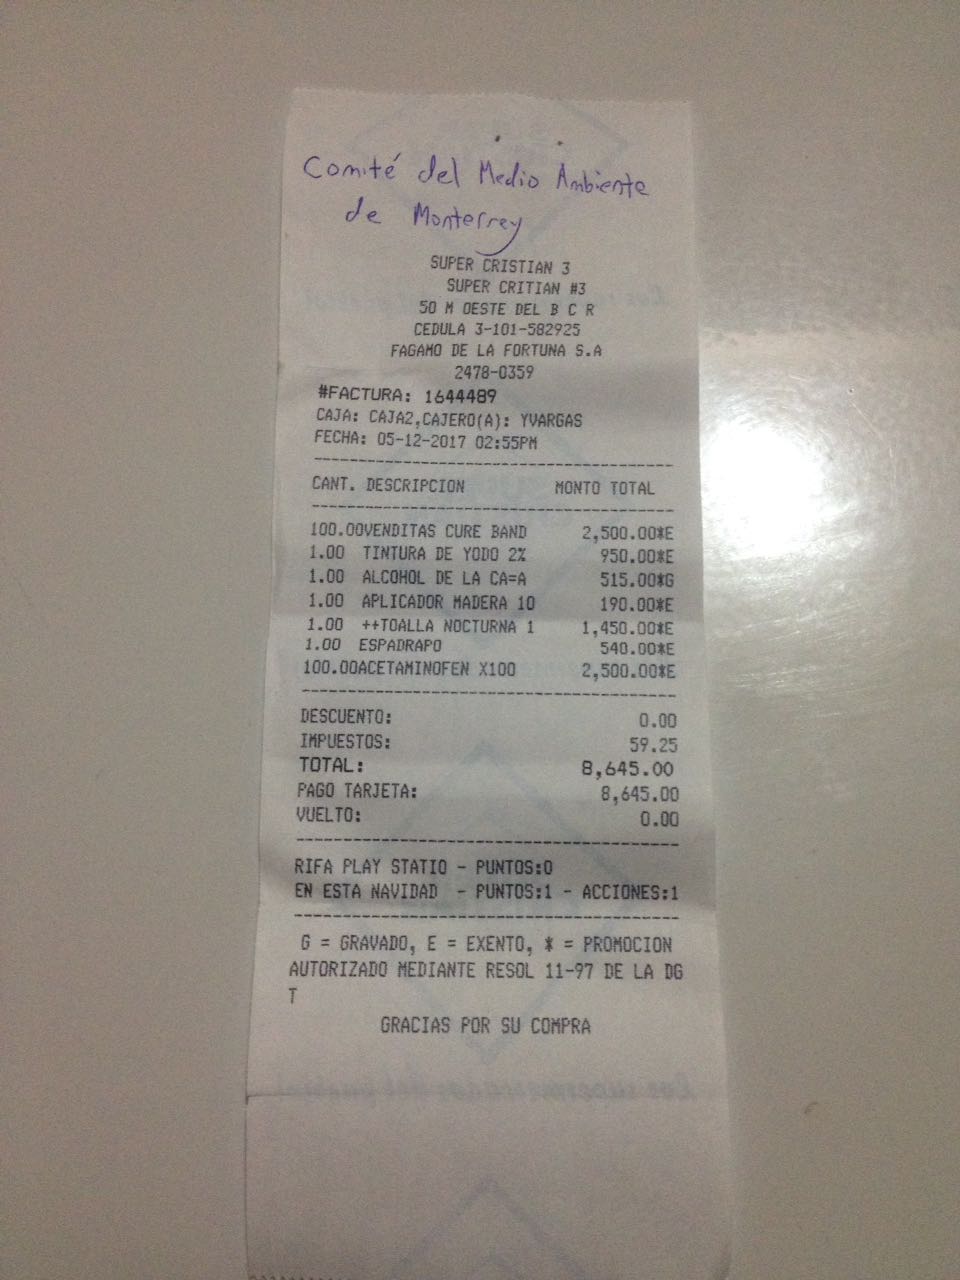 Comité del Medio Ambiente
de Monterrey
SUPER CRISTIAN 3
SUPER CRITIAN #3
50 M OESTE DEL B C R
CEDULA 3-101-582925
FAGAMO DE LA FORTUNA S.A
2478-0359
#FACTURA: 1644489
CAJA: CAJA2,CAJERO(A): YVARGAS
FECHA: 05-12-2017 02:55PM
CANT. DESCRIPCION MONTO TOTAL
100.00VENDITAS CURE BAND 2,500.00*E
1.00 TINTURA DE YODO 2% 950.00*E
1.00 ALCOHOL DE LA CA=A 515.00*G
1.00 APLICADOR MADERA 10 190.00*E
1.00 ++TOALLA NOCTURNA 1 1,450.00*E
1.00 ESPADRAPO 540.00*E
100.00ACETAMINOFEN X100 2,500.00*E
DESCUENTO: 0.00
IMPUESTOS: 59.25
TOTAL: 8,645.00
PAGO TARJETA: 8,645.00
VUELTO: 0.00
RIFA PLAY STATIO - PUNTOS:0
EN ESTA NAVIDAD - PUNTOS:1 - ACCIONES:1
G = GRAVADO, E = EXENTO, * = PROMOCION
AUTORIZADO MEDIANTE RESOL 11-97 DE LA DG
T
GRACIAS POR SU COMPRA